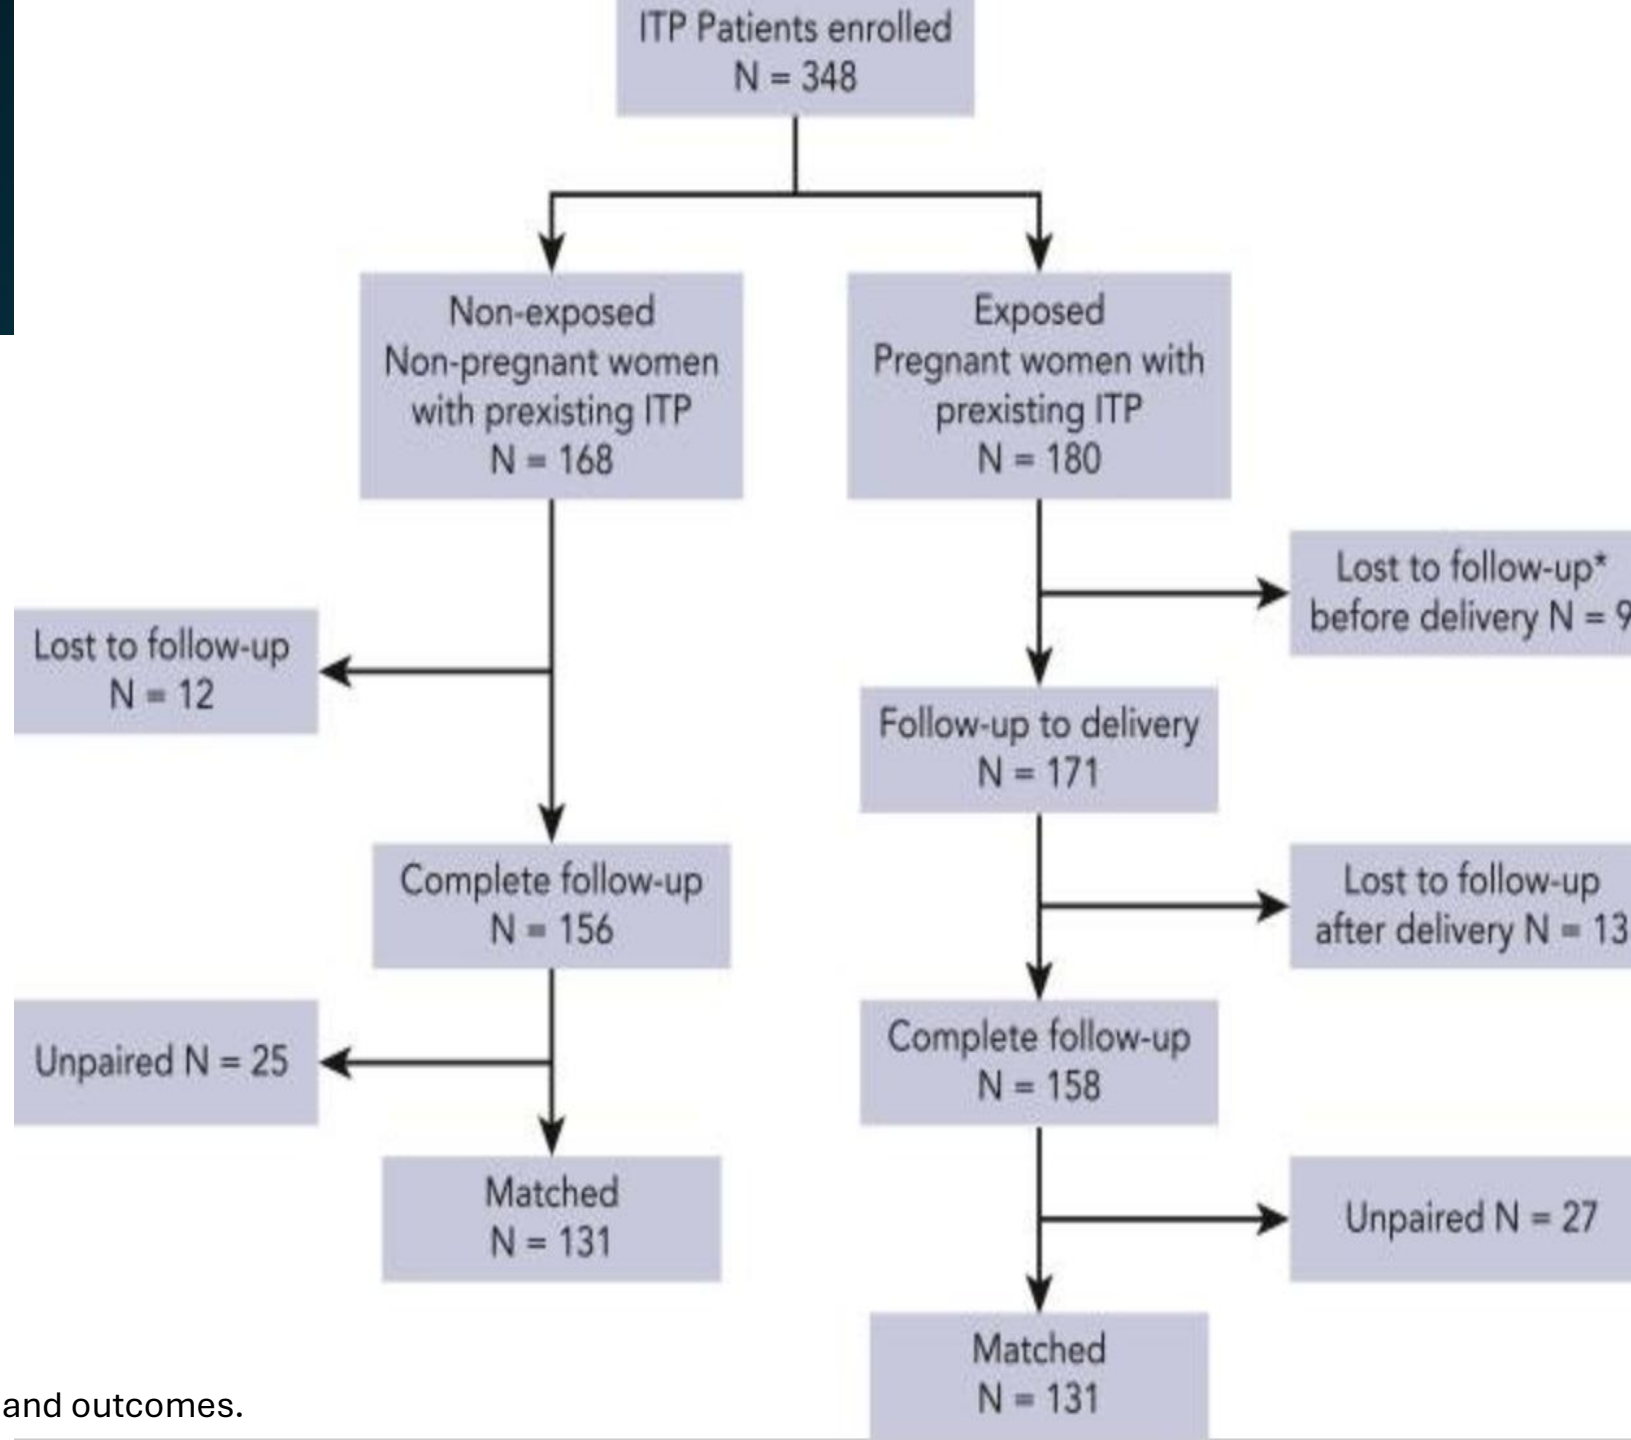 ITP Patients enrolled
N = 348
Non-exposed
Non-pregnant women
with prexisting ITP
N = 168
Exposed
Pregnant women with
prexisting ITP
N = 180
Lost to follow-up*
before delivery N = 9
Lost to follow-up
N = 12
Follow-up to delivery
N = 171
Complete follow-up
N = 156
Lost to follow-up
after delivery N = 13
Unpaired N = 25
Complete follow-up
N = 158
Matched
N = 131
Unpaired N = 27
Matched
N = 131
and outcomes.